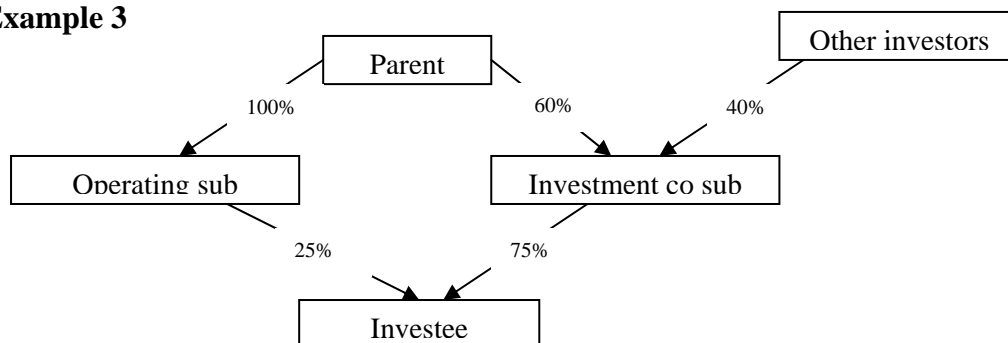 Example 3
Other investors
Parent
100%
60%
40%
Operating sub
Investment co sub
25%
75%
Investee